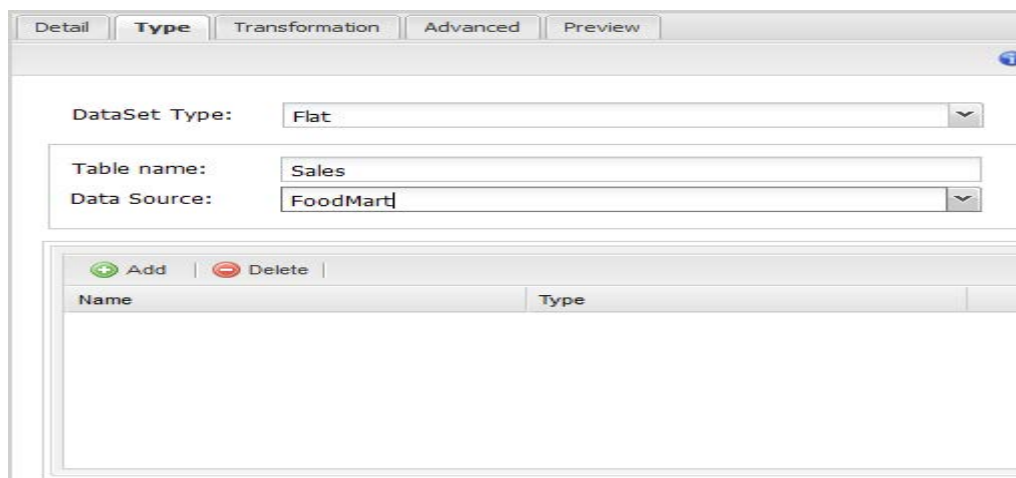 Detail Type Transformation Advanced Preview
DataSet Type: Flat
Table name: Sales
Data Source: FoodMart
Add | Delete |
Name Type